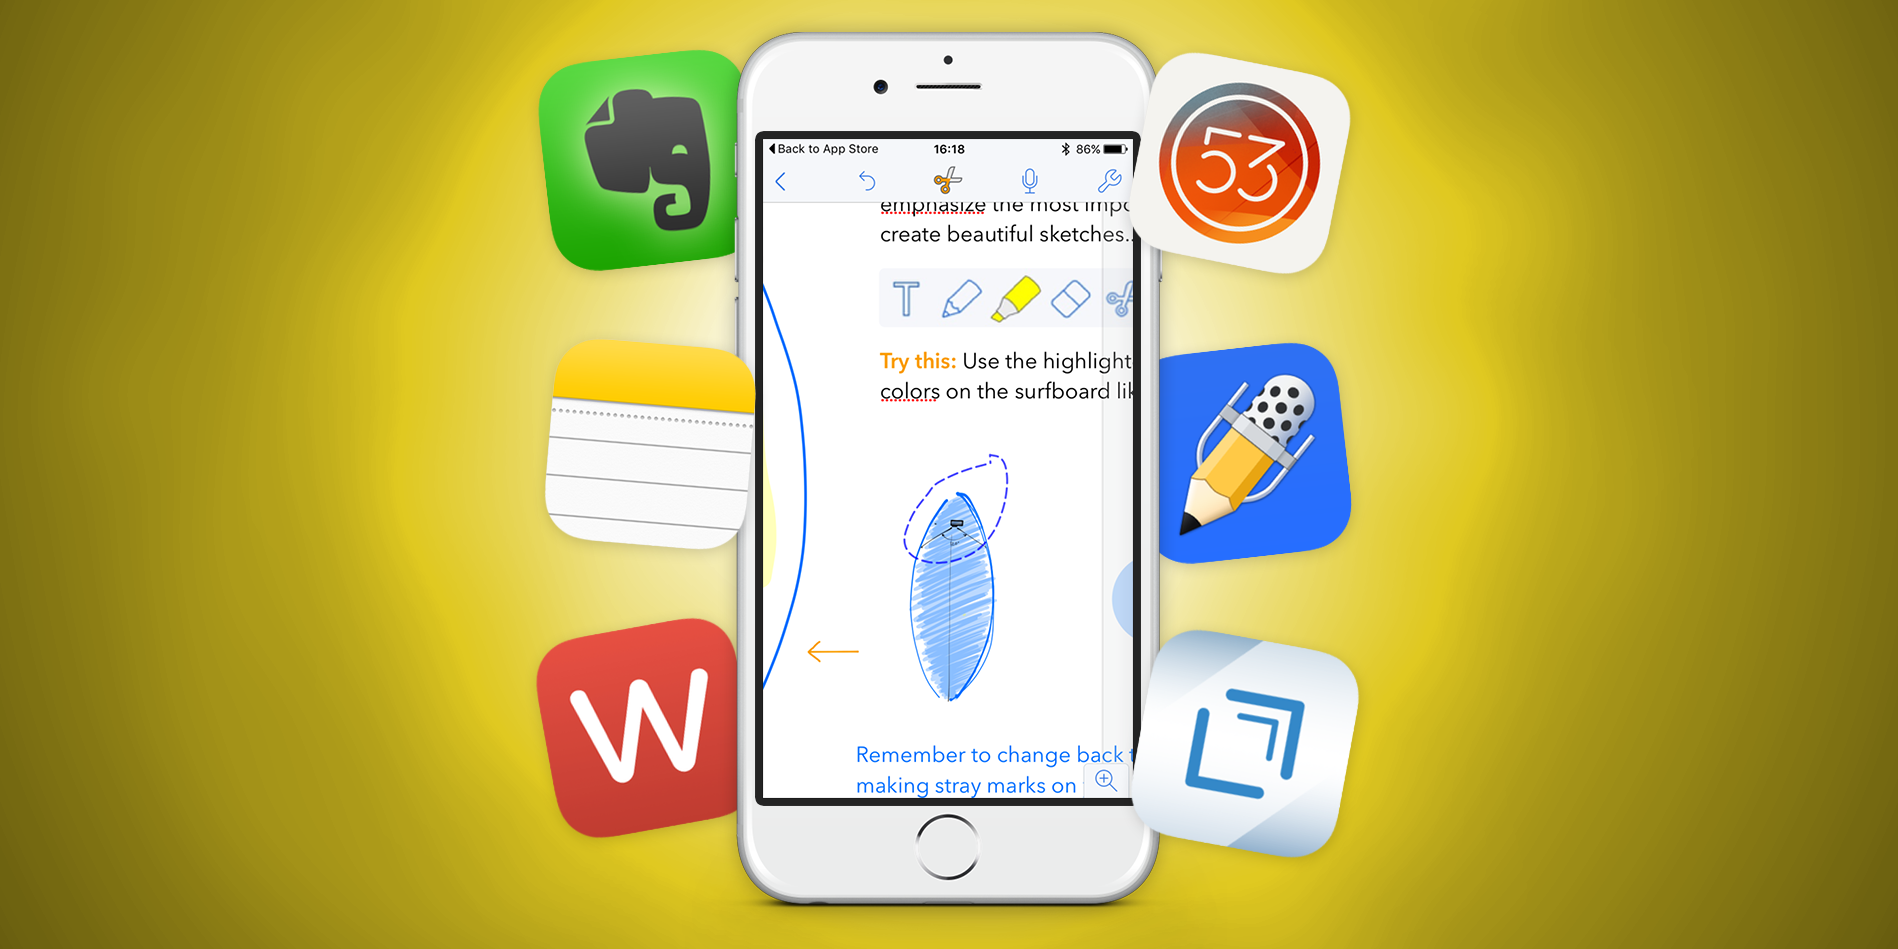 Back to App Store
16:18
86%
emphasize the most impo
create beautiful sketches..
T
Try this: Use the highlight
colors on the surfboard lik
Remember to change back t
making stray marks on
53
W